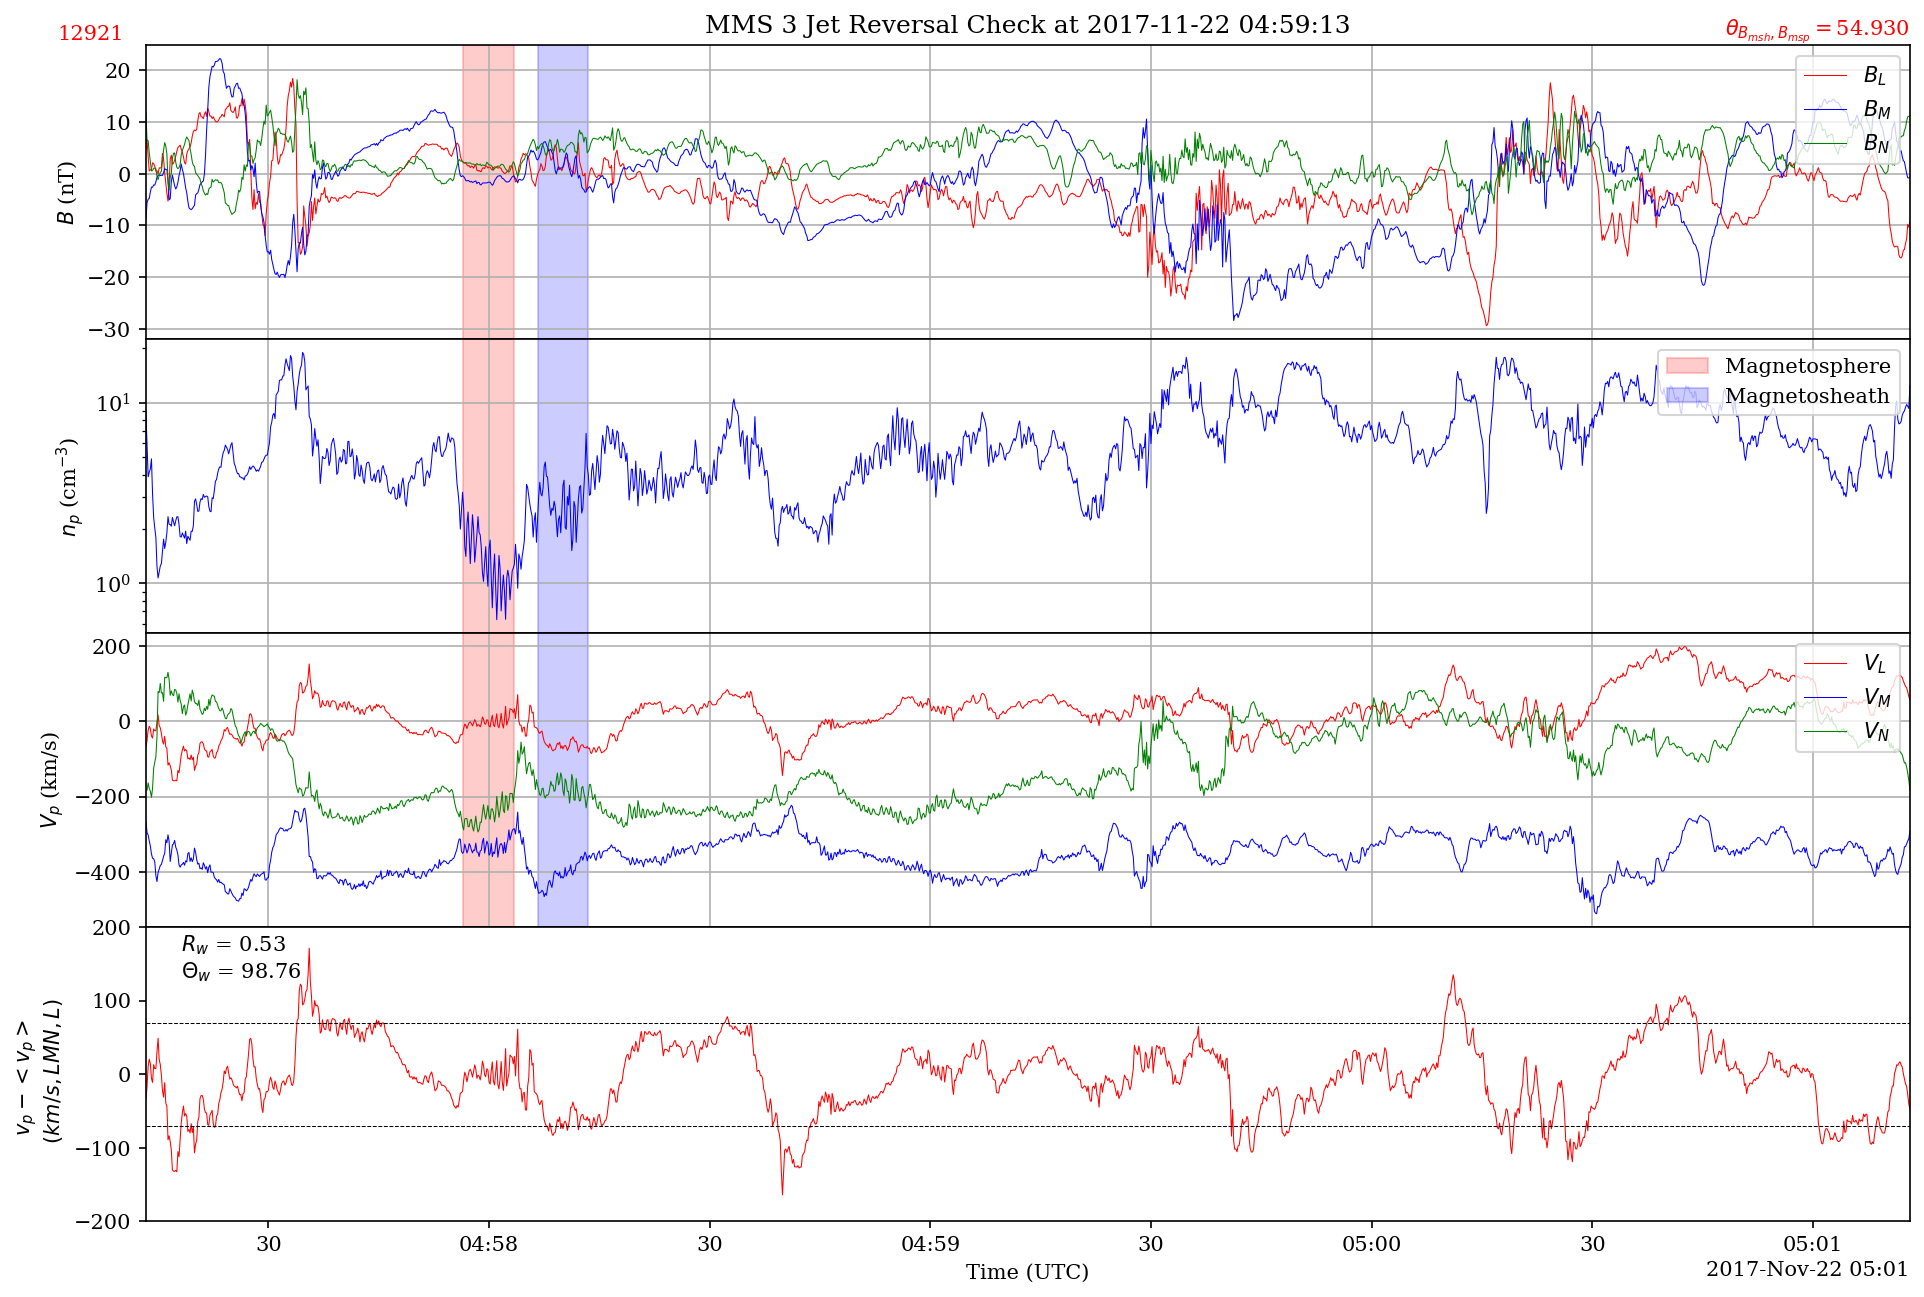 12921
MMS 3 Jet Reversal Check at 2017-11-22 04:59:13
θ_{B_{msh}, B_{msp}} = 54.930
20
10
0
−10
−20
−30
B (nT)
B_L
B_M
B_N
10¹
10⁰
n_p (cm⁻³)
Magnetosphere
Magnetosheath
200
0
−200
−400
V_p (km/s)
V_L
V_M
V_N
200
100
0
−100
−200
v_p − < v_p >
(km/s, LMN, L)
R_w = 0.53
Θ_w = 98.76
30
04:58
30
04:59
30
05:00
30
05:01
Time (UTC)
2017-Nov-22 05:01